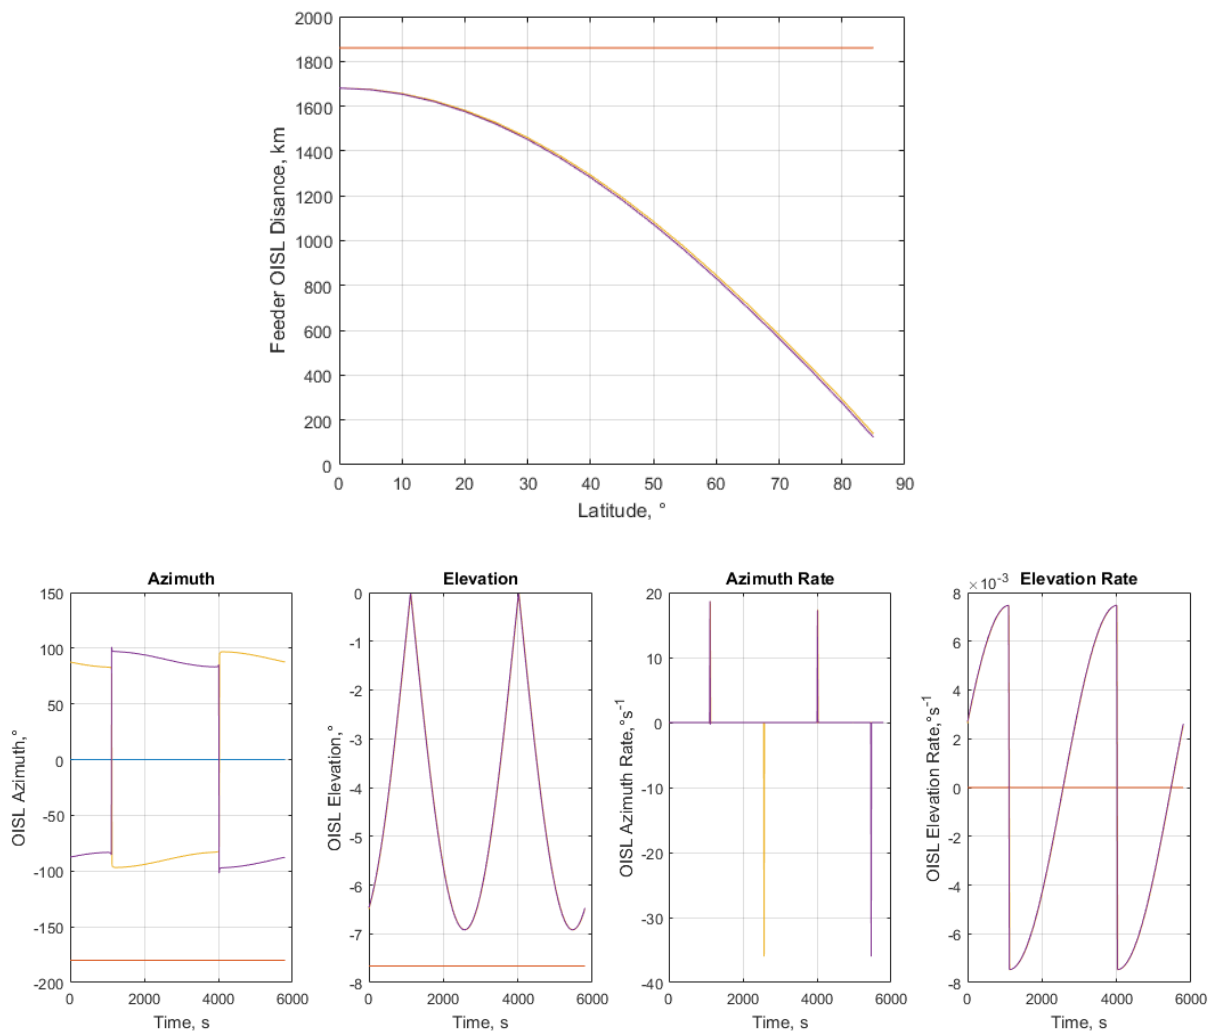 2000
1800
1600
1400
1200
1000
800
600
400
200
0
Feeder OISL Disance, km
0 10 20 30 40 50 60 70 80 90
Latitude, °
Azimuth
150
100
50
0
-50
-100
-150
-200
OISL Azimuth,°
0 2000 4000 6000
Time, s
Elevation
0
-1
-2
-3
-4
-5
-6
-7
-8
OISL Elevation,°
0 2000 4000 6000
Time, s
Azimuth Rate
20
10
0
-10
-20
-30
-40
OISL Azimuth Rate,°s⁻¹
0 2000 4000 6000
Time, s
×10⁻³ Elevation Rate
8
6
4
2
0
-2
-4
-6
-8
OISL Elevation Rate,°s⁻¹
0 2000 4000 6000
Time, s